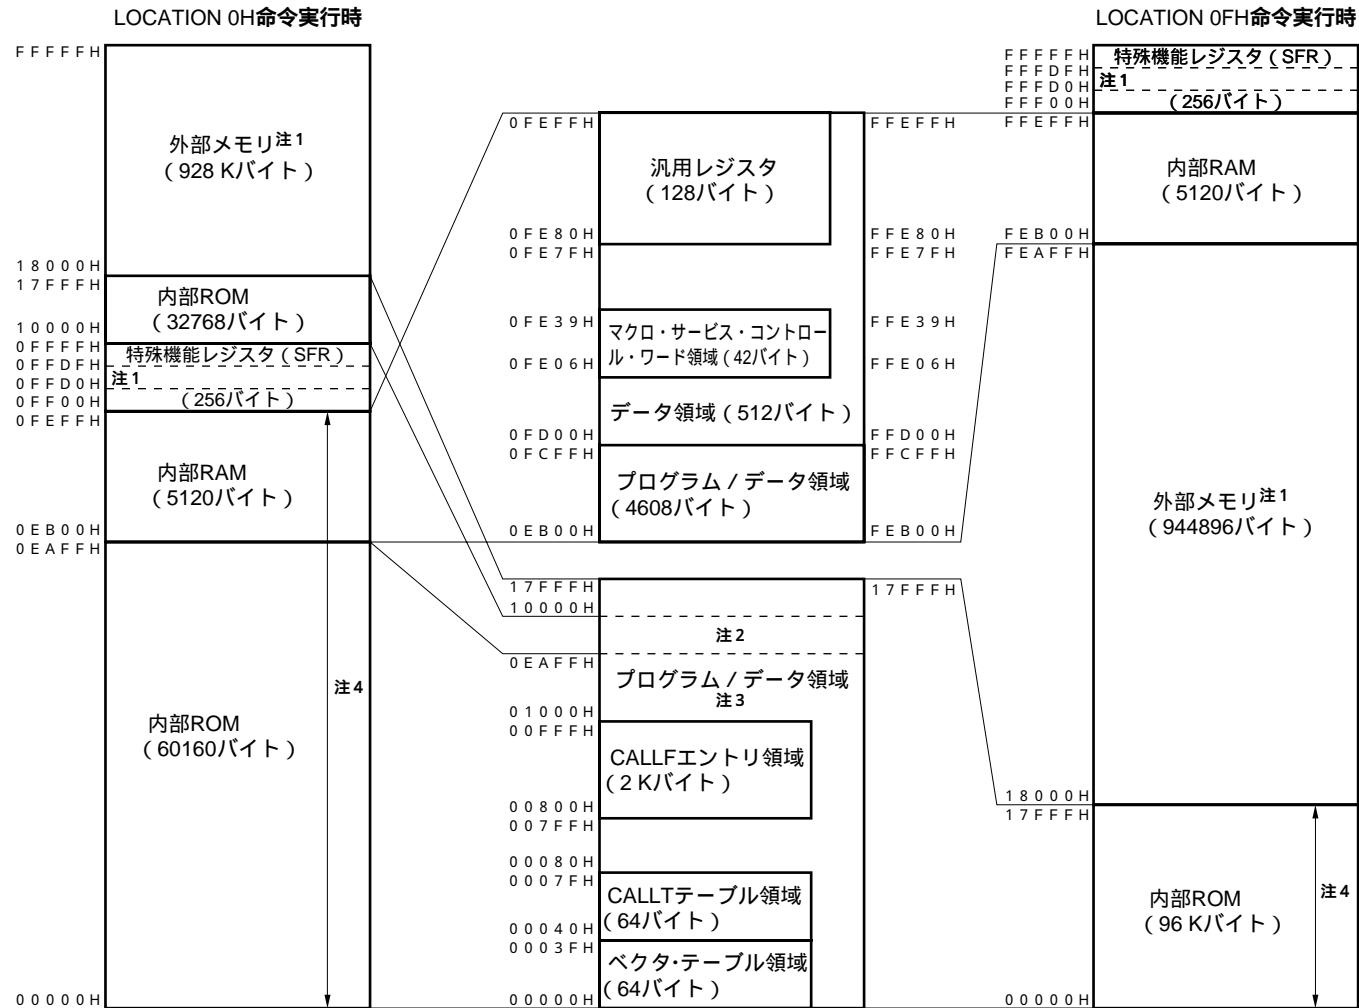 LOCATION 0H命令実行時
FFFFFH
外部メモリ注1
（928 Kバイト）
18000H
17FFFH
内部ROM
（32768バイト）
10000H
0FFFFH
特殊機能レジスタ（SFR）
0FFDFH
注1
0FFD0H
0FF00H
（256バイト）
0FEFFH
内部RAM
（5120バイト）
0EB00H
0EAFFH
注4
内部ROM
（60160バイト）
00000H
0FEFFH
FFEFFH
汎用レジスタ
（128バイト）
0FE80H
FFE80H
0FE7FH
FFE7FH
0FE39H
FFE39H
マクロ・サービス・コントロー
ル・ワード領域（42バイト）
0FE06H
FFE06H
データ領域（512バイト）
0FD00H
FFD00H
0FCFFH
FFCFFH
プログラム／データ領域
（4608バイト）
0EB00H
FEB00H
17FFFH
17FFFH
10000H
注2
0EAFFH
プログラム／データ領域
注3
01000H
00FFFH
CALLFエントリ領域
（2 Kバイト）
00800H
007FFH
00080H
0007FH
CALLTテーブル領域
（64バイト）
00040H
0003FH
ベクタ・テーブル領域
（64バイト）
00000H
LOCATION 0FH命令実行時
FFFFFH
特殊機能レジスタ（SFR）
FFFDFH
注1
FFFD0H
FFF00H
（256バイト）
FFEFFH
内部RAM
（5120バイト）
FEB00H
FEAFFH
外部メモリ注1
（944896バイト）
18000H
17FFFH
注4
内部ROM
（96 Kバイト）
00000H